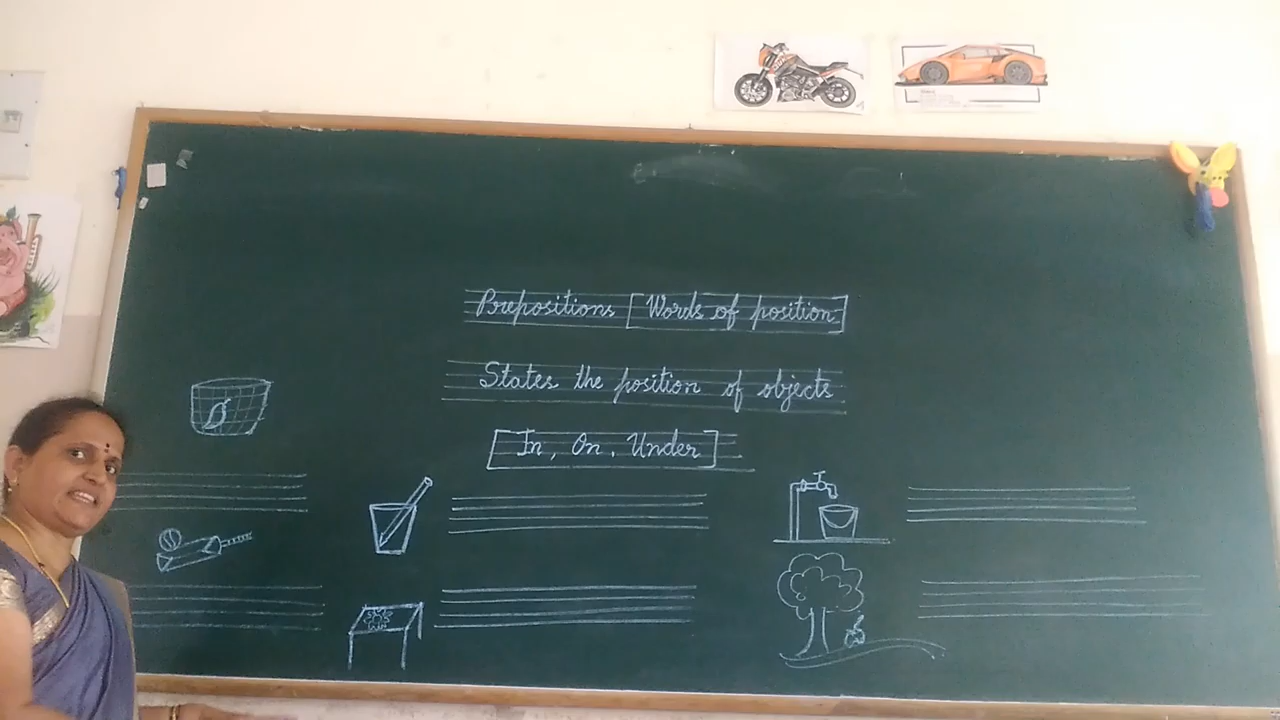 Prepositions [Words of position]
States the position of objects
[In, On, Under]